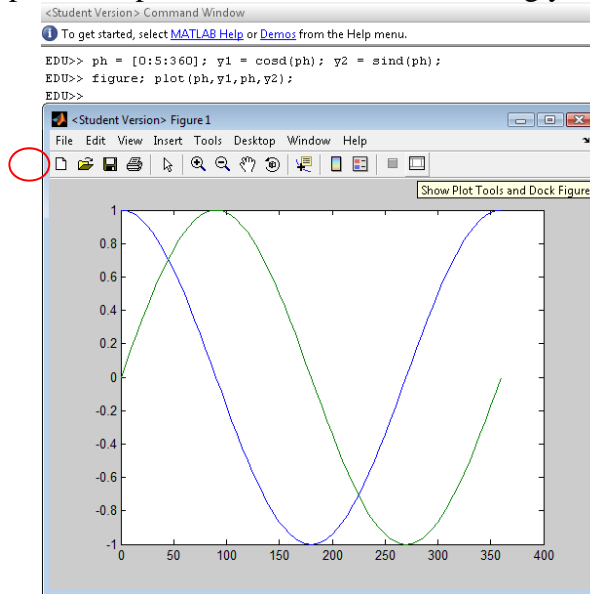 <Student Version> Command Window
To get started, select MATLAB Help or Demos from the Help menu.
EDU>> ph = [0:5:360]; y1 = cosd(ph); y2 = sind(ph);
EDU>> figure; plot(ph,y1,ph,y2);
EDU>>
<Student Version> Figure 1
File Edit View Insert Tools Desktop Window Help
Show Plot Tools and Dock Figure
1
0.8
0.6
0.4
0.2
0
-0.2
-0.4
-0.6
-0.8
-1
0 50 100 150 200 250 300 350 400